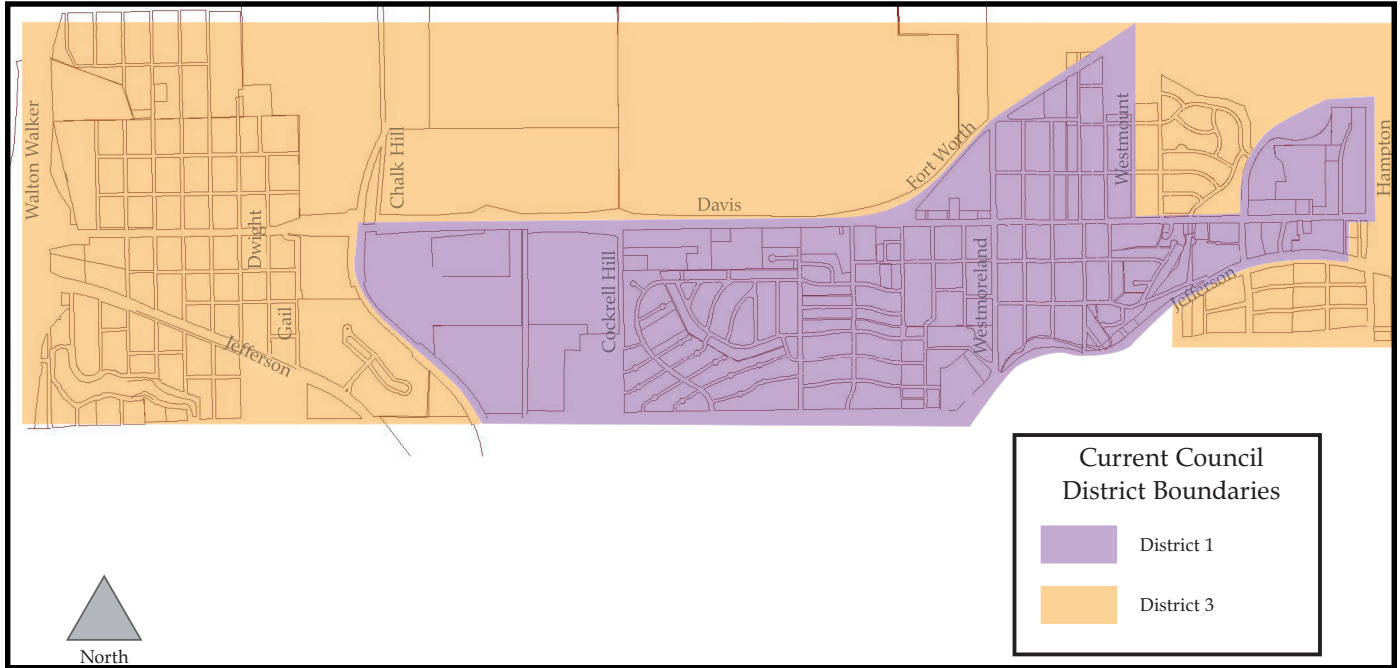 Walton Walker
Dwight
Gail
Jefferson
Chalk Hill
Davis
Cockrell Hill
Fort Worth
Westmoreland
Westmount
Jefferson
Hampton
Current Council
District Boundaries
District 1
District 3
North